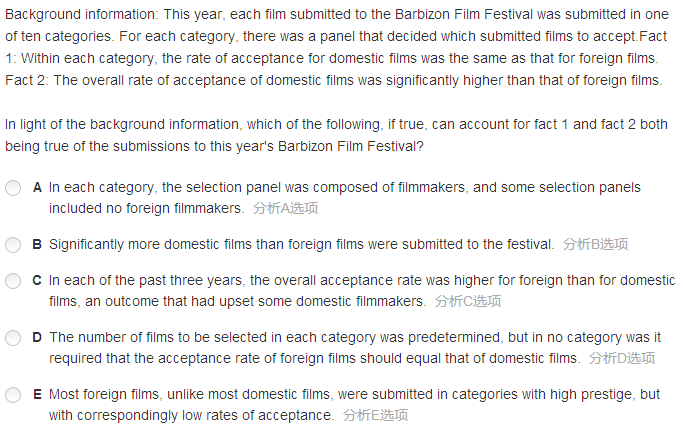 Background information: This year, each film submitted to the Barbizon Film Festival was submitted in one
of ten categories. For each category, there was a panel that decided which submitted films to accept.Fact
1: Within each category, the rate of acceptance for domestic films was the same as that for foreign films.
Fact 2: The overall rate of acceptance of domestic films was significantly higher than that of foreign films.
In light of the background information, which of the following, if true, can account for fact 1 and fact 2 both
being true of the submissions to this year's Barbizon Film Festival?
A In each category, the selection panel was composed of filmmakers, and some selection panels
included no foreign filmmakers. 分析A选项
B Significantly more domestic films than foreign films were submitted to the festival. 分析B选项
C In each of the past three years, the overall acceptance rate was higher for foreign than for domestic
films, an outcome that had upset some domestic filmmakers. 分析C选项
D The number of films to be selected in each category was predetermined, but in no category was it
required that the acceptance rate of foreign films should equal that of domestic films. 分析D选项
E Most foreign films, unlike most domestic films, were submitted in categories with high prestige, but
with correspondingly low rates of acceptance. 分析E选项